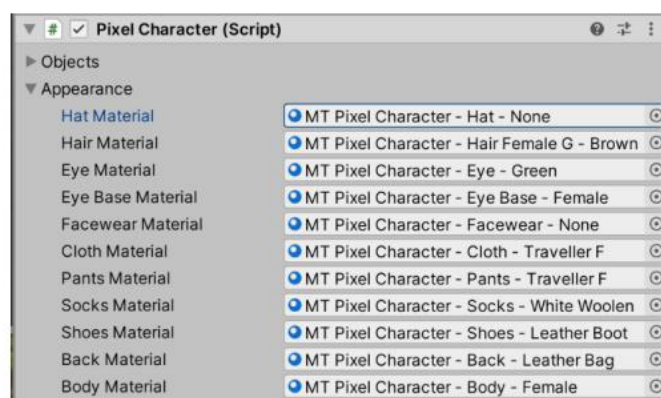 Pixel Character (Script)
Objects
Appearance
Hat Material MT Pixel Character - Hat - None
Hair Material MT Pixel Character - Hair Female G - Brown
Eye Material MT Pixel Character - Eye - Green
Eye Base Material MT Pixel Character - Eye Base - Female
Facewear Material MT Pixel Character - Facewear - None
Cloth Material MT Pixel Character - Cloth - Traveller F
Pants Material MT Pixel Character - Pants - Traveller F
Socks Material MT Pixel Character - Socks - White Woolen
Shoes Material MT Pixel Character - Shoes - Leather Boot
Back Material MT Pixel Character - Back - Leather Bag
Body Material MT Pixel Character - Body - Female